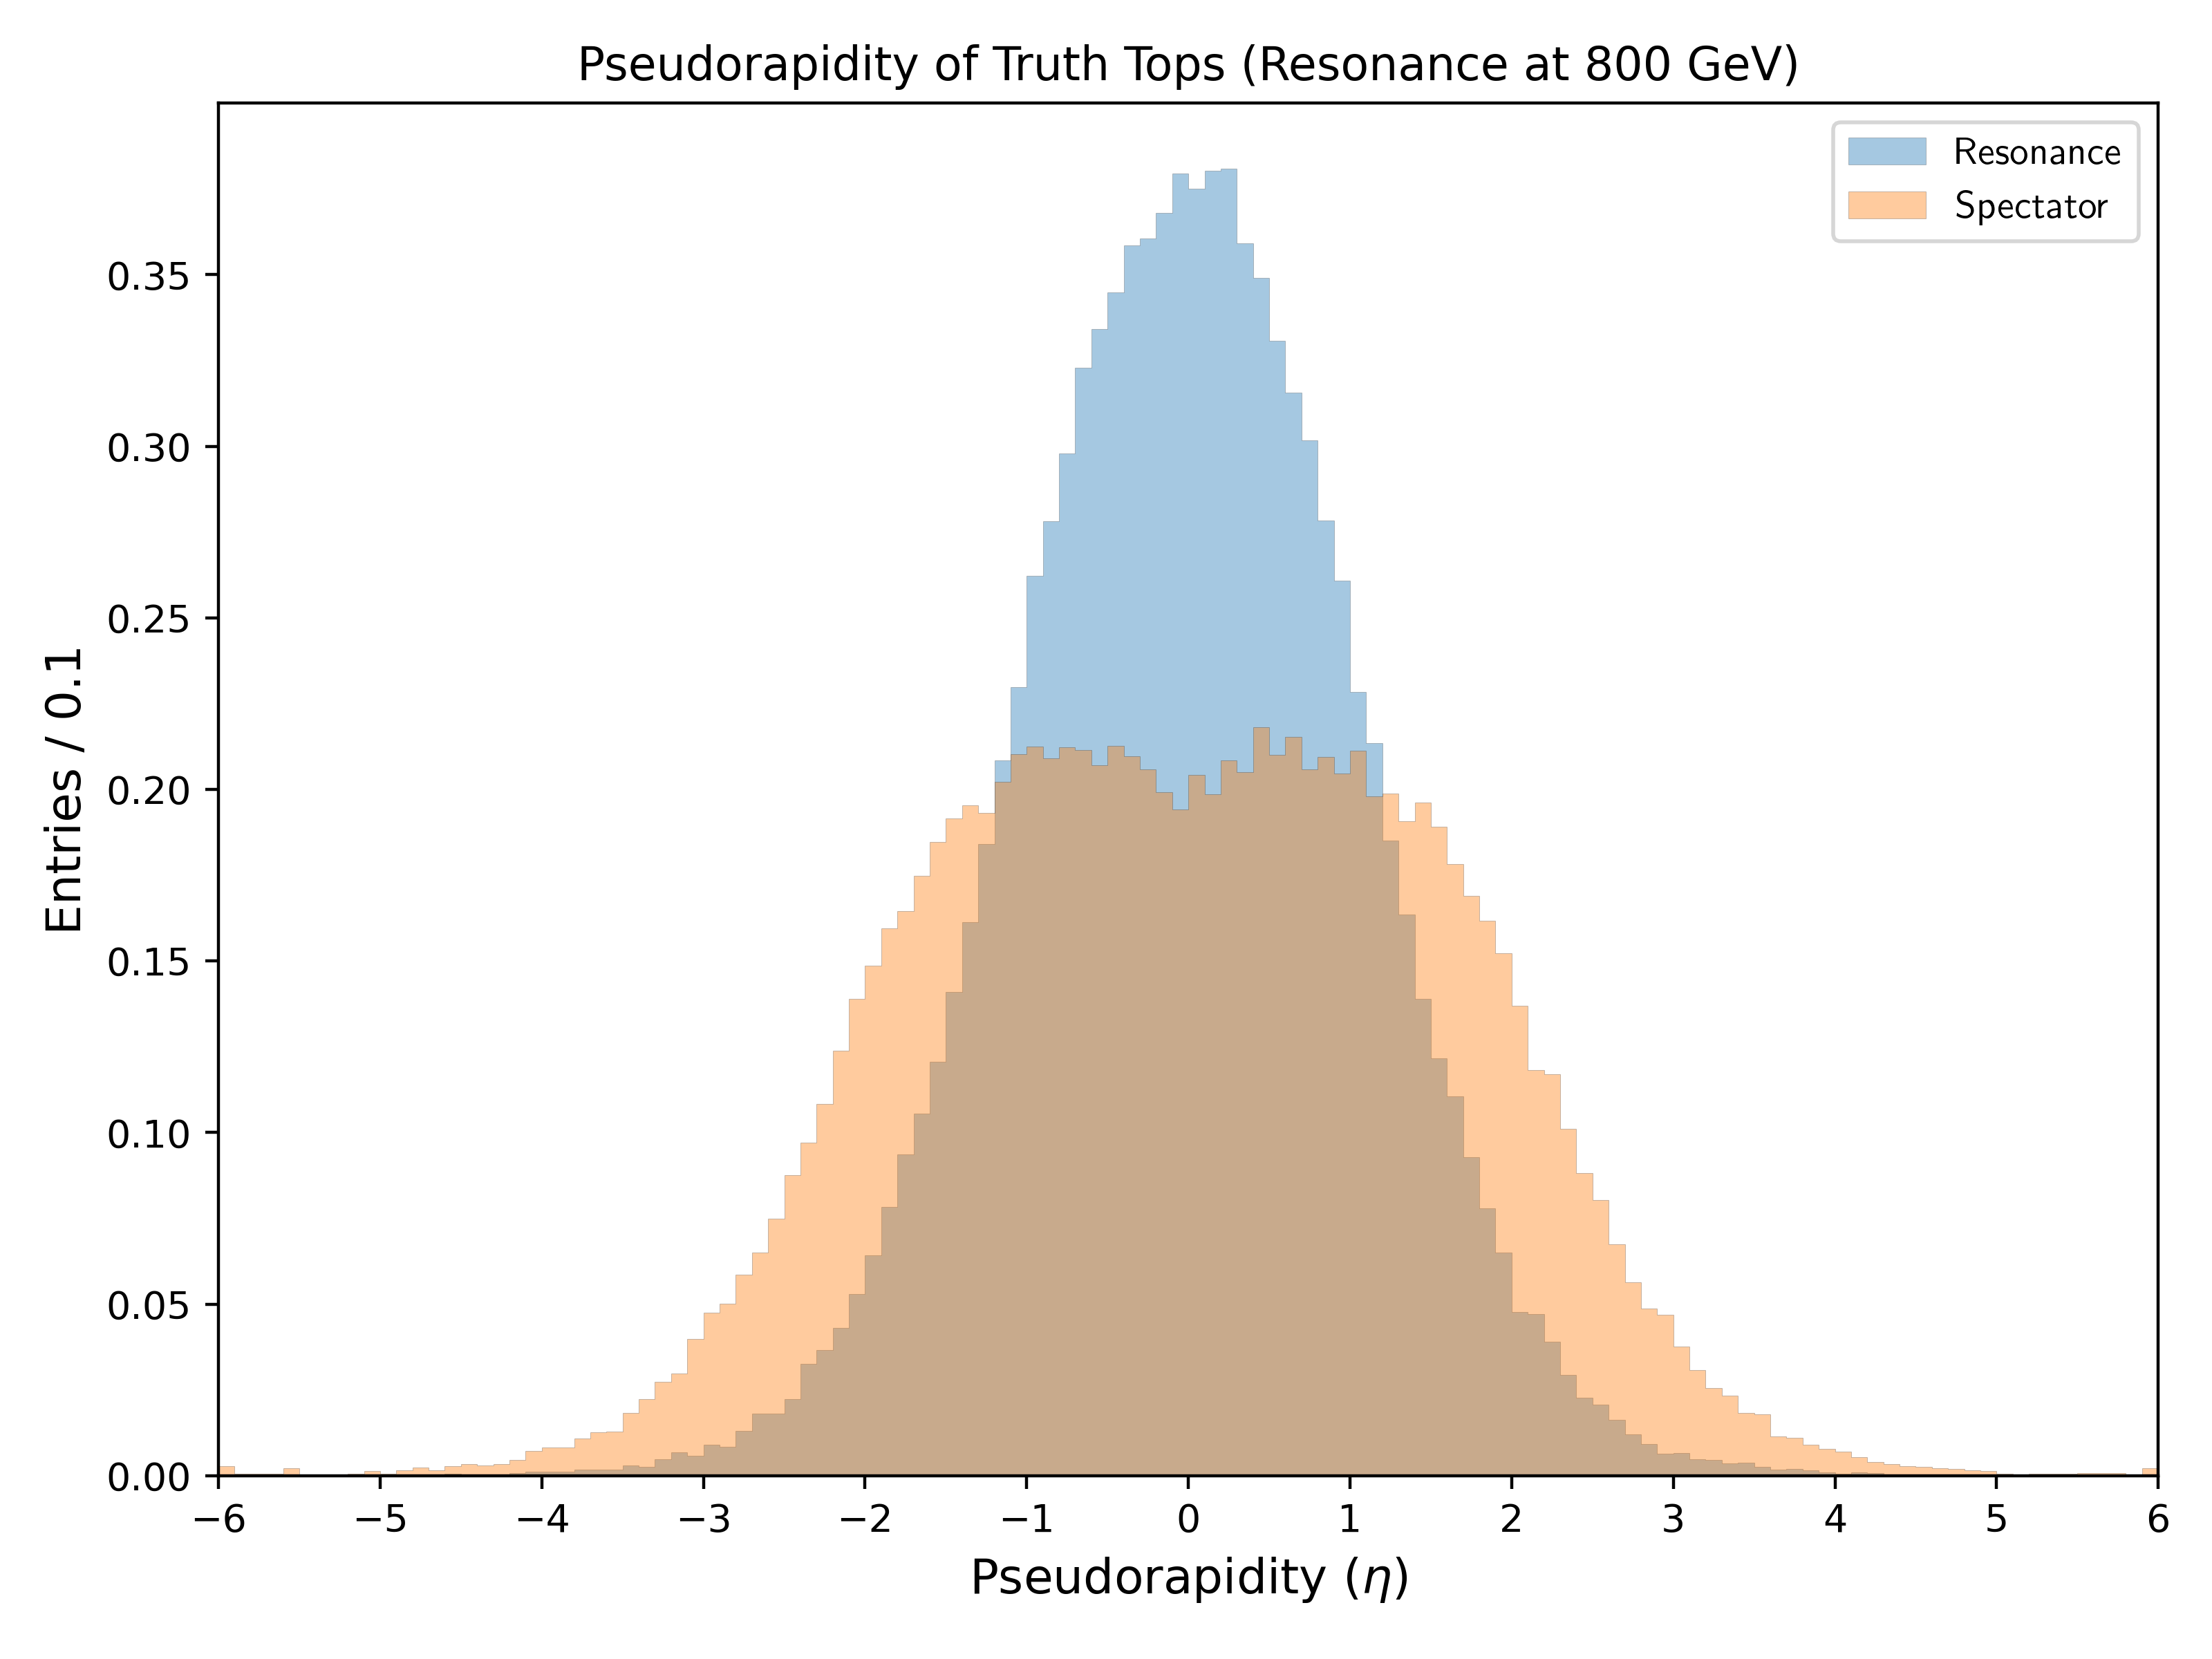 Pseudorapidity of Truth Tops (Resonance at 800 GeV)
Resonance
Spectator
Entries / 0.1
0.35
0.30
0.25
0.20
0.15
0.10
0.05
0.00
−6 −5 −4 −3 −2 −1 0 1 2 3 4 5 6
Pseudorapidity (η)